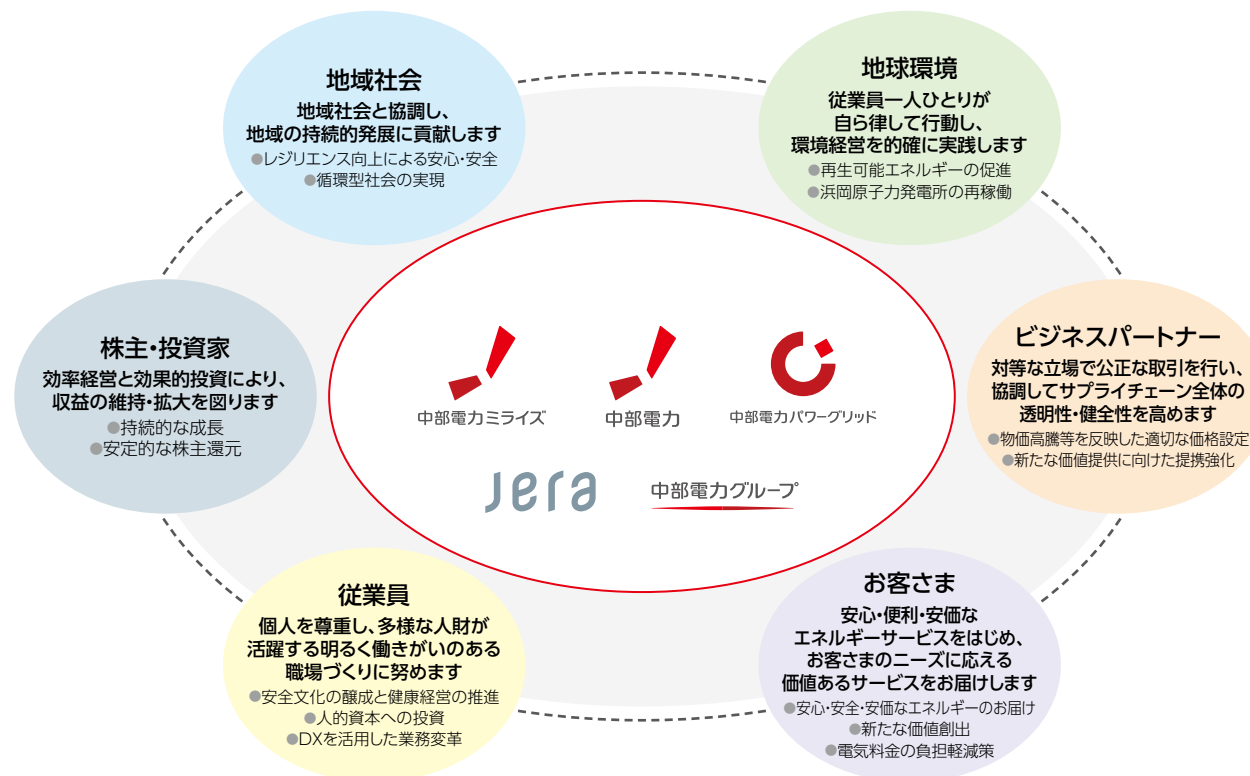 地域社会
地域社会と協調し、
地域の持続的発展に貢献します
●レジリエンス向上による安心・安全
●循環型社会の実現
地球環境
従業員一人ひとりが
自ら律して行動し、
環境経営を的確に実践します
●再生可能エネルギーの促進
●浜岡原子力発電所の再稼働
株主・投資家
効率経営と効果的投資により、
収益の維持・拡大を図ります
●持続的な成長
●安定的な株主還元
中部電力ミライズ
中部電力
中部電力パワーグリッド
Jera
中部電力グループ
ビジネスパートナー
対等な立場で公正な取引を行い、
協調してサプライチェーン全体の
透明性・健全性を高めます
●物価高騰等を反映した適切な価格設定
●新たな価値提供に向けた提携強化
従業員
個人を尊重し、多様な人財が
活躍する明るく働きがいのある
職場づくりに努めます
●安全文化の醸成と健康経営の推進
●人的資本への投資
●DXを活用した業務変革
お客さま
安心・便利・安価な
エネルギーサービスをはじめ、
お客さまのニーズに応える
価値あるサービスをお届けします
●安心・安全・安価なエネルギーのお届け
●新たな価値創出
●電気料金の負担軽減策